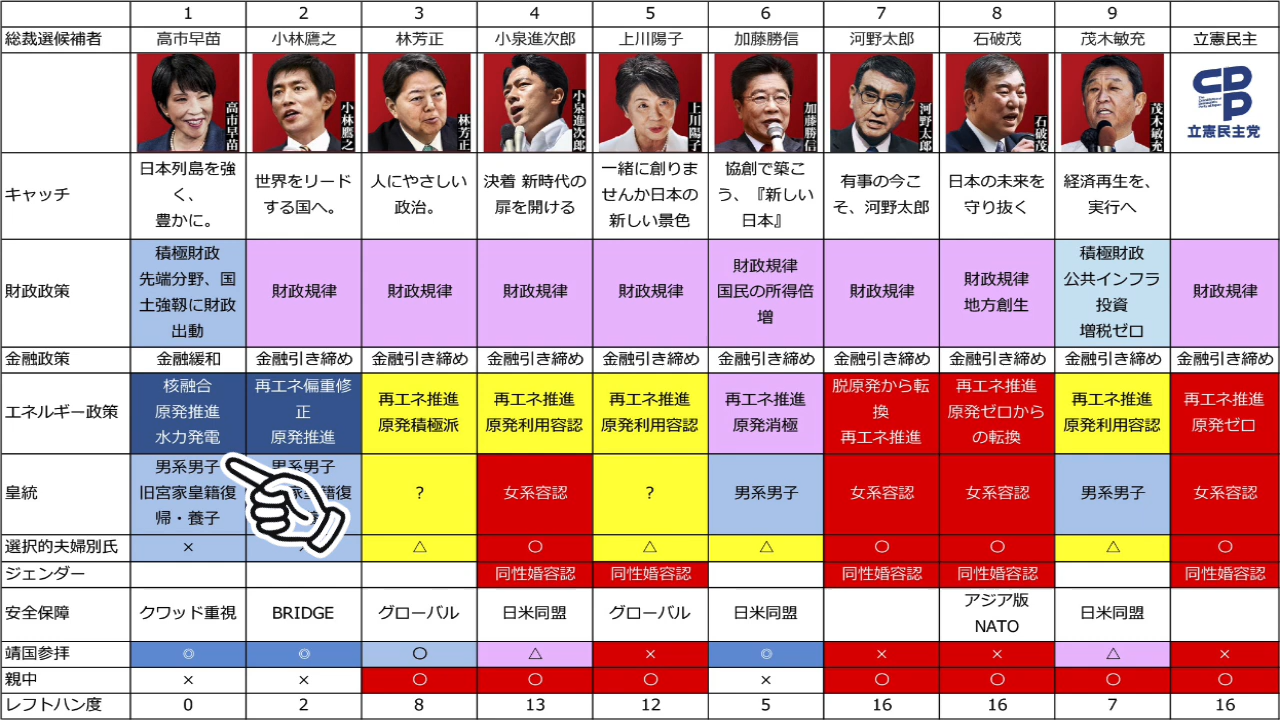 1 2 3 4 5 6 7 8 9
総裁選候補者 高市早苗 小林鷹之 林芳正 小泉進次郎 上川陽子 加藤勝信 河野太郎 石破茂 茂木敏充 立憲民主
高市早苗 小林鷹之 林芳正 小泉進次郎 上川陽子 加藤勝信 河野太郎 石破茂 茂木敏充
CDP
立憲民主党
キャッチ
日本列島を強
く、
豊かに。
世界をリード
する国へ。
人にやさしい
政治。
決着 新時代の
扉を開ける
一緒に創りま
せんか日本の
新しい景色
協創で築こ
う、『新しい
日本』
有事の今こ
そ、河野太郎
日本の未来を
守り抜く
経済再生を、
実行へ
財政政策
積極財政
先端分野、国
土強靱に財政
出動
財政規律
財政規律
財政規律
財政規律
財政規律
国民の所得倍
増
財政規律
財政規律
地方創生
積極財政
公共インフラ
投資
増税ゼロ
財政規律
金融政策 金融緩和 金融引き締め 金融引き締め 金融引き締め 金融引き締め 金融引き締め 金融引き締め 金融引き締め 金融引き締め 金融引き締め
エネルギー政策
核融合
原発推進
水力発電
再エネ偏重修
正
原発推進
再エネ推進
原発積極派
再エネ推進
原発利用容認
再エネ推進
原発利用容認
再エネ推進
原発消極
脱原発から転
換
再エネ推進
再エネ推進
原発ゼロから
の転換
再エネ推進
原発利用容認
再エネ推進
原発ゼロ
皇統
男系男子
旧宮家皇籍復
帰・養子
男系男子
家皇籍復
?
女系容認
?
男系男子
女系容認
女系容認
男系男子
女系容認
選択的夫婦別氏 × × △ 〇 △ △ 〇 〇 △ 〇
ジェンダー 同性婚容認 同性婚容認 同性婚容認 同性婚容認 同性婚容認
安全保障 クワッド重視 BRIDGE グローバル 日米同盟 グローバル 日米同盟
アジア版
NATO
日米同盟
靖国参拝 ◎ ◎ 〇 △ × ◎ × × △ ×
親中 × × 〇 〇 〇 × 〇 〇 〇 〇
レフトハン度 0 2 8 13 12 5 16 16 7 16